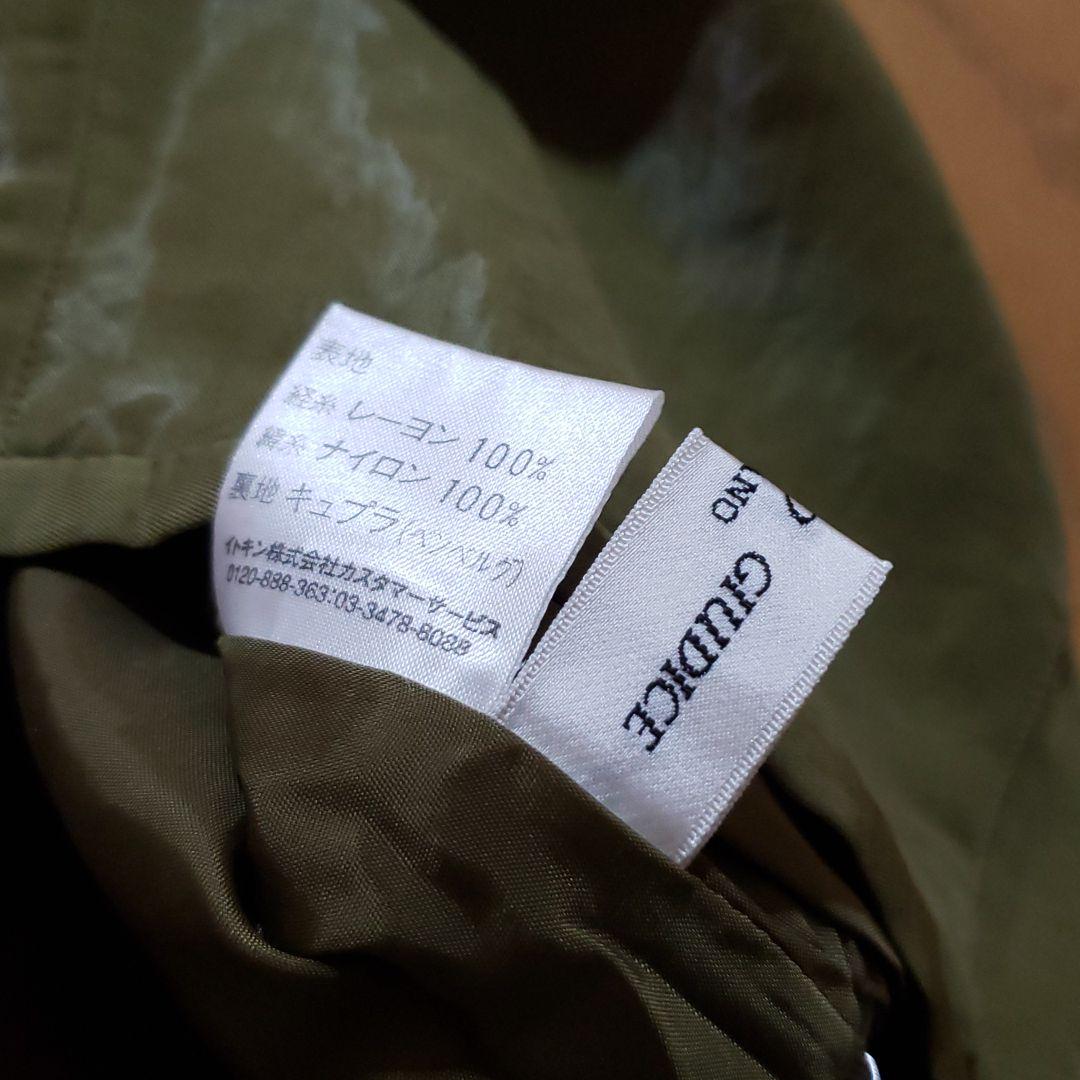 表地
経糸 レーヨン 100%
緯糸 ナイロン 100%
裏地 キュプラ(ベンベルグ)
イトキン株式会社カスタマーサービス
0120-888-363:03-3478-8088
GIUDICE